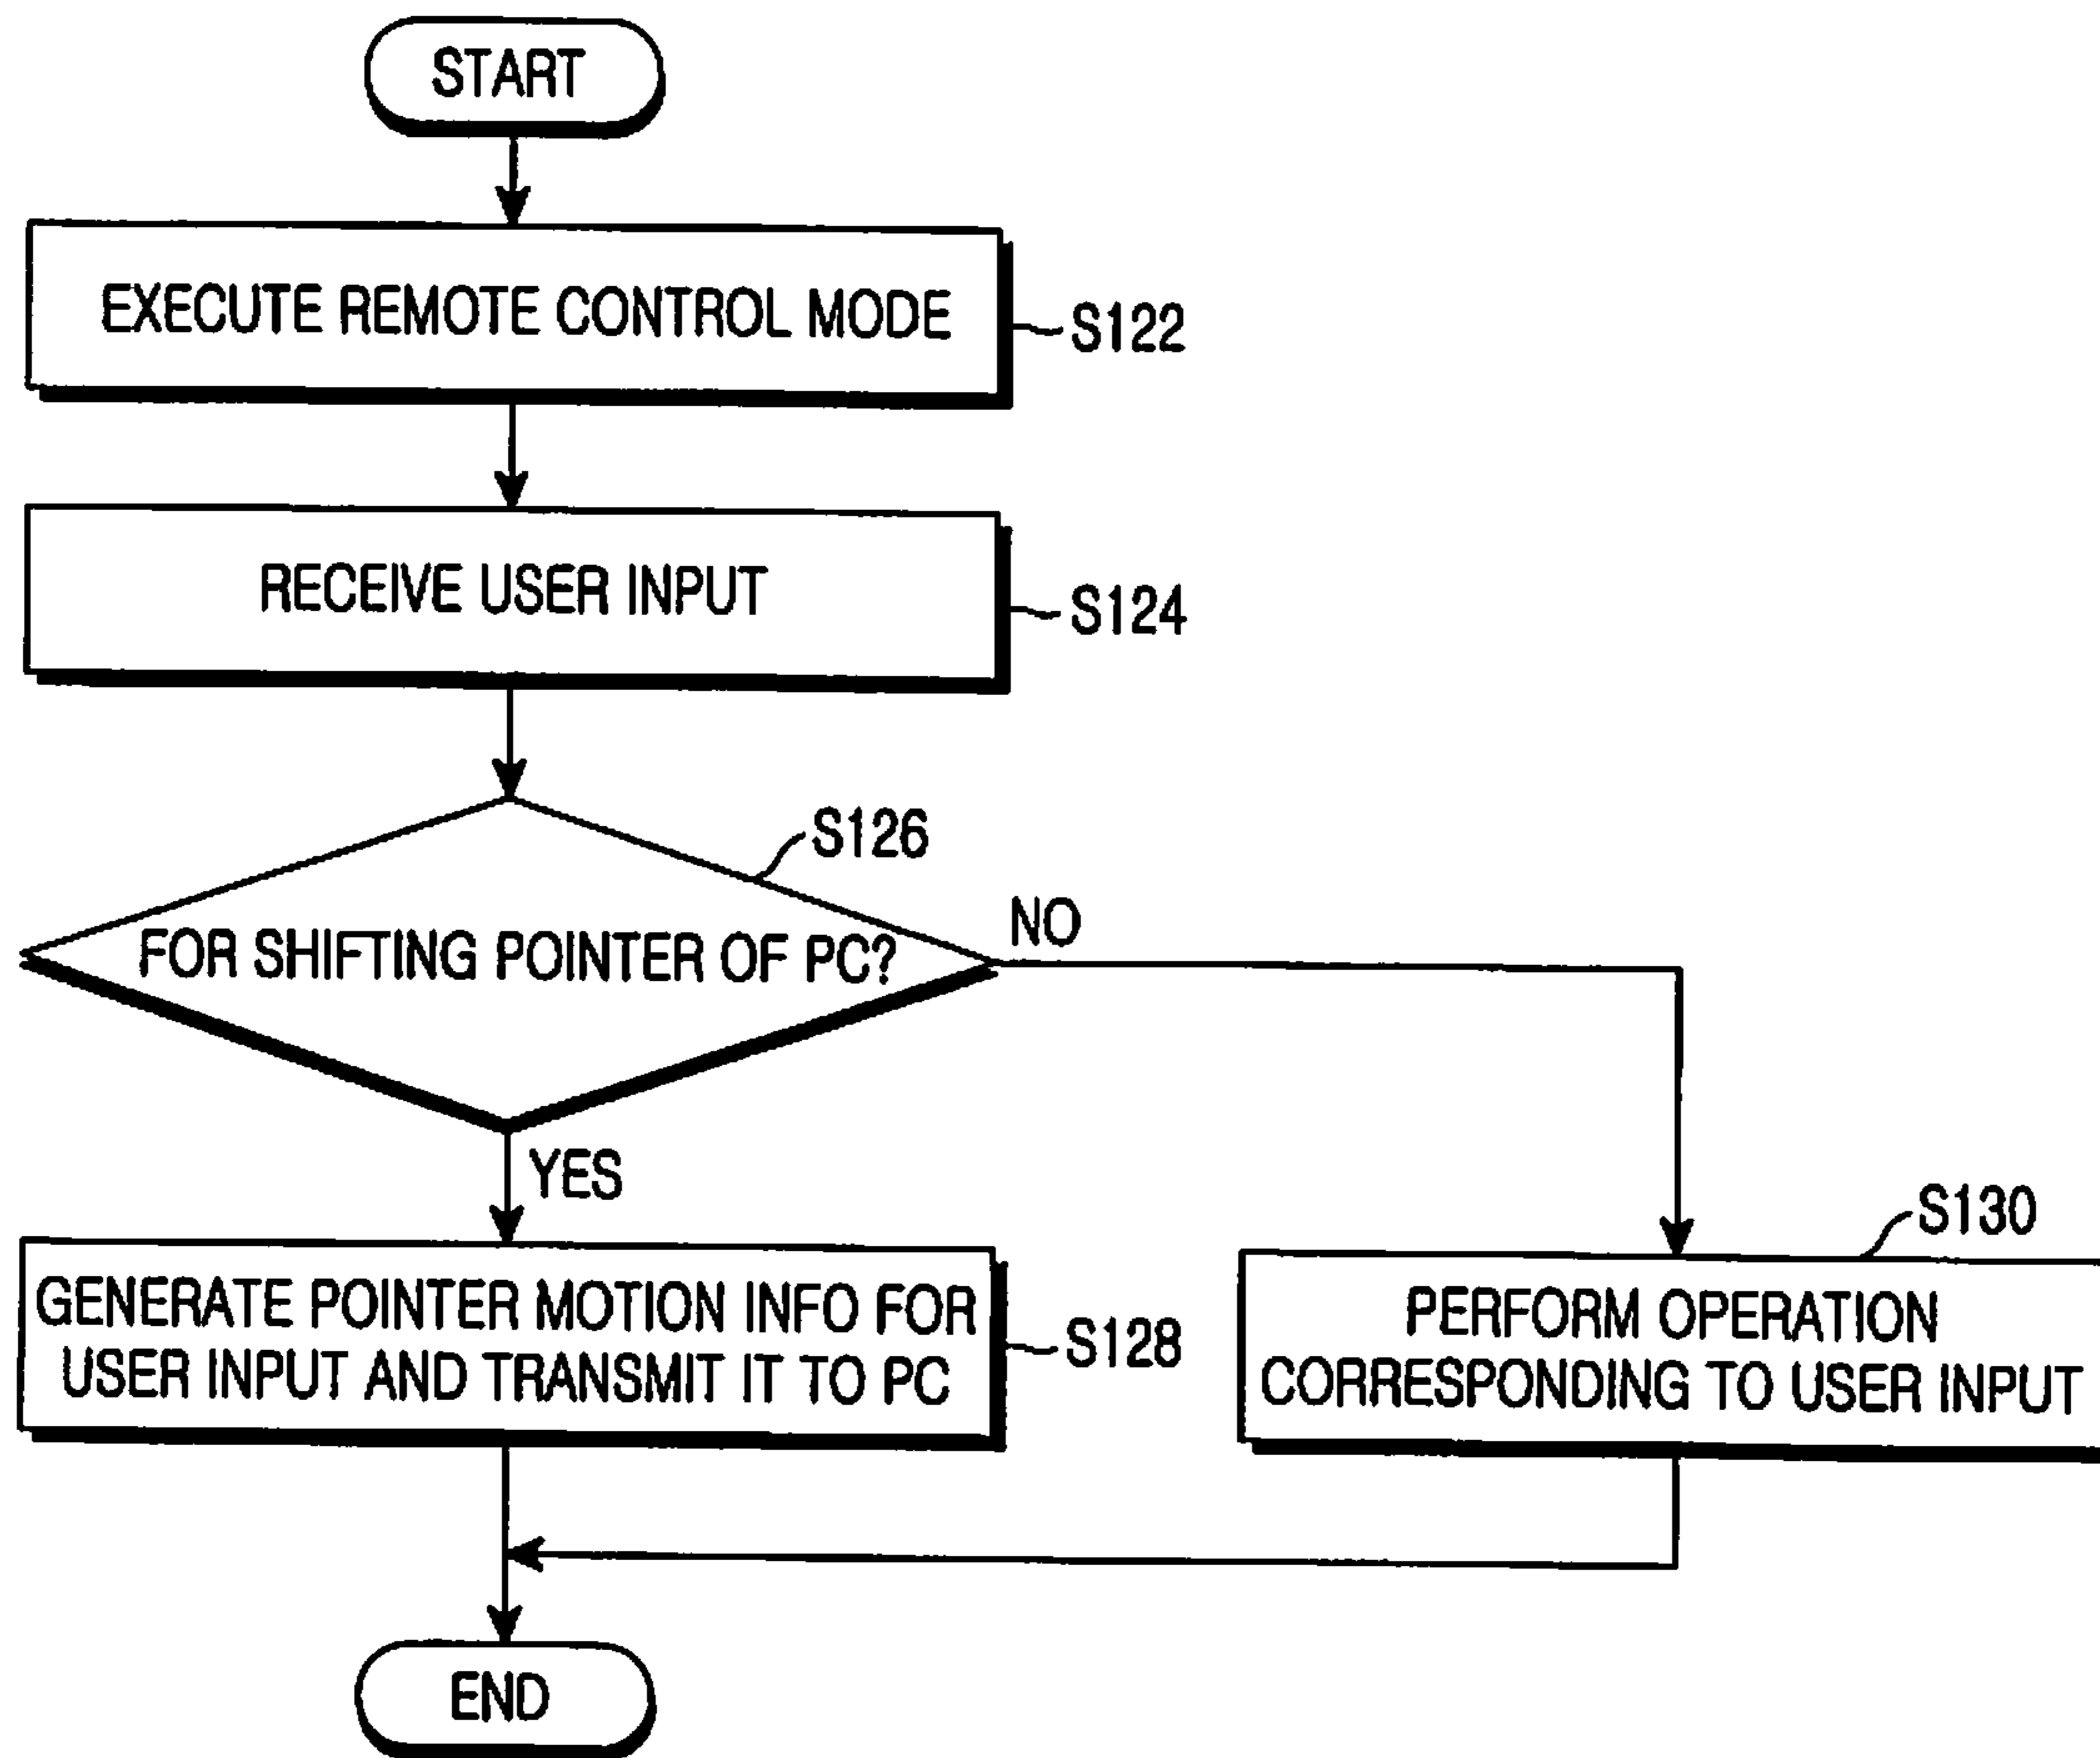 START
EXECUTE REMOTE CONTROL MODE
S122
RECEIVE USER INPUT
S124
S126
FOR SHIFTING POINTER OF PC?
NO
YES
GENERATE POINTER MOTION INFO FOR
USER INPUT AND TRANSMIT IT TO PC
S128
S130
PERFORM OPERATION
CORRESPONDING TO USER INPUT
END